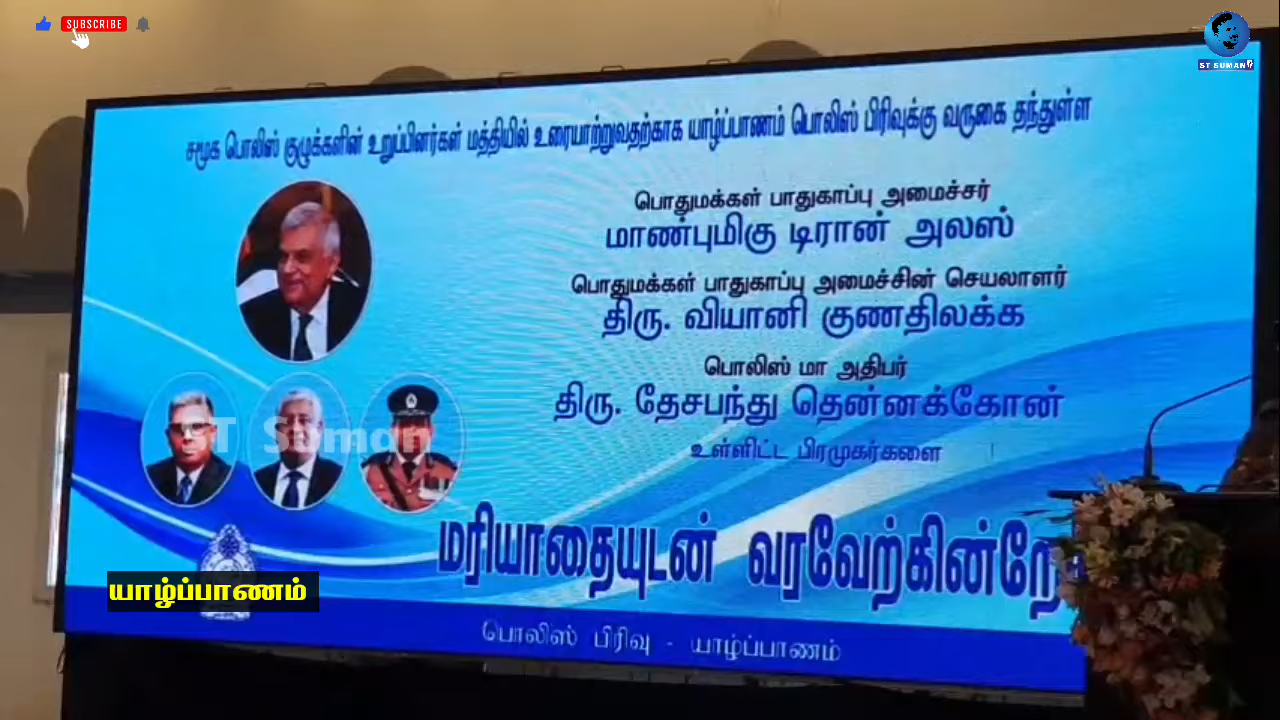 SUBSCRIBE
ST SUMAN
சமூக பொலிஸ் குழுக்களின் உறுப்பினர்கள் மத்தியில் உரையாற்றுவதற்காக யாழ்ப்பாணம் பொலிஸ் பிரிவுக்கு வருகை தந்துள்ள
பொதுமக்கள் பாதுகாப்பு அமைச்சர்
மாண்புமிகு டிரான் அலஸ்
பொதுமக்கள் பாதுகாப்பு அமைச்சின் செயலாளர்
திரு. வியானி குணதிலக்க
பொலிஸ் மா அதிபர்
திரு. தேசபந்து தென்னக்கோன்
உள்ளிட்ட பிரமுகர்களை
ST Suman
மரியாதையுடன் வரவேற்கின்றே
யாழ்ப்பாணம்
பொலிஸ் பிரிவு - யாழ்ப்பாணம்